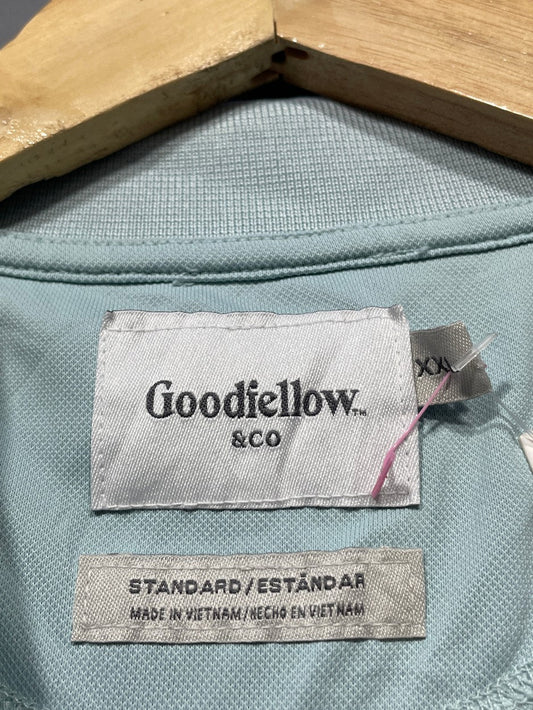 Goodfellow™
&CO
XXL
STANDARD/ESTÁNDAR
MADE IN VIETNAM/HECHO EN VIETNAM